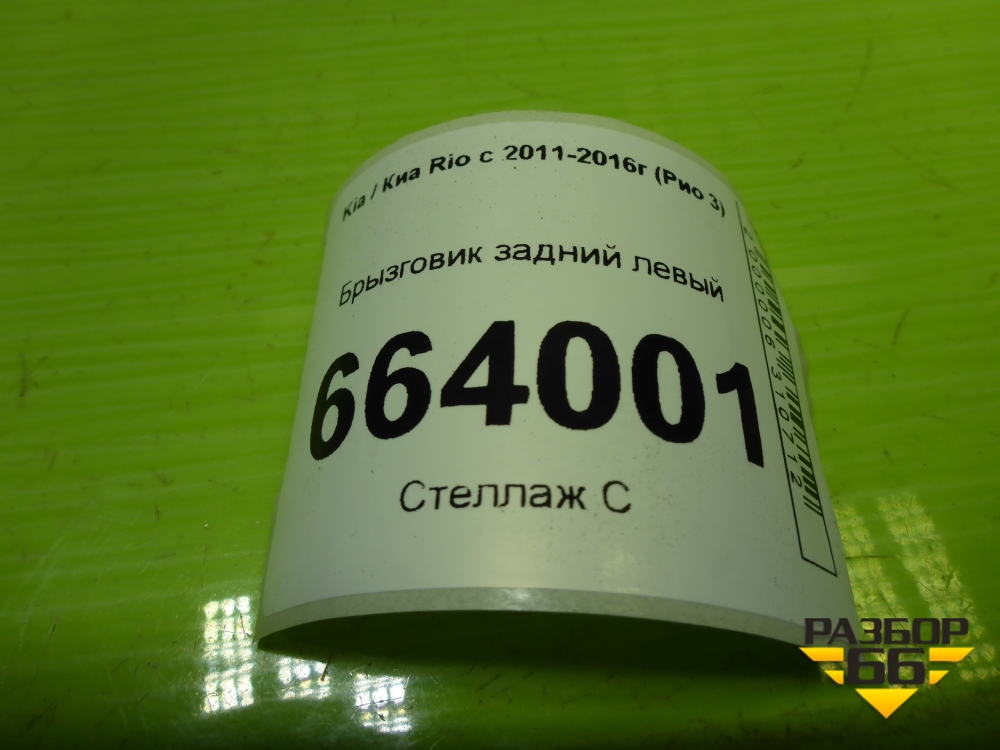 Kia / Киа Rio с 2011-2016г (Рио 3)
Брызговик задний левый
664001
Стеллаж С
РАЗБОР
66